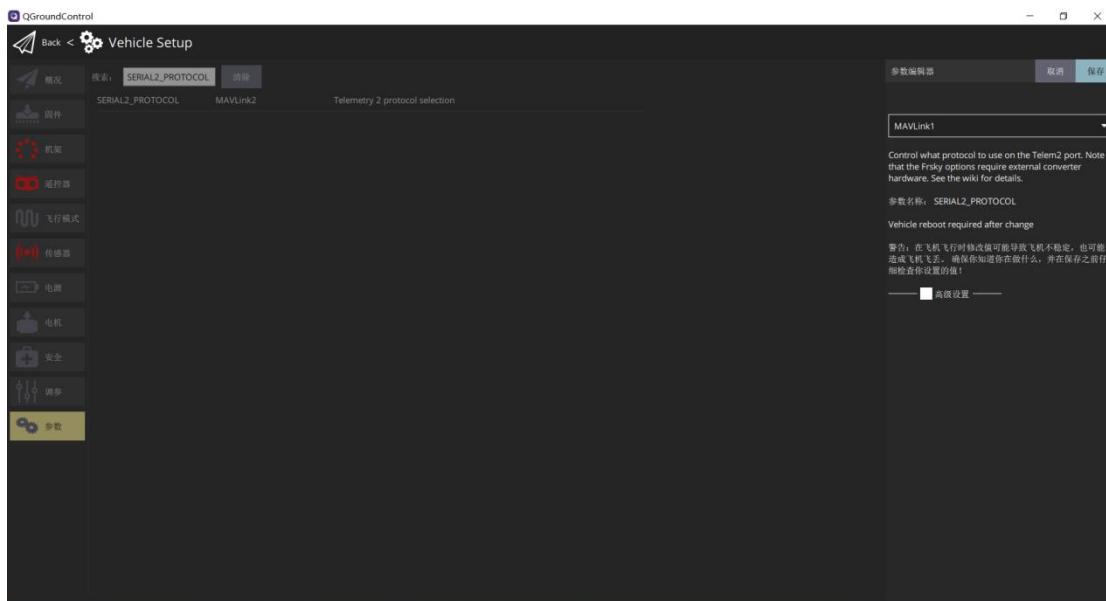 QGroundControl
Back < Vehicle Setup
概况
固件
机架
遥控器
飞行模式
传感器
电源
电机
安全
调参
参数
搜索： SERIAL2_PROTOCOL 清除
SERIAL2_PROTOCOL MAVLink2 Telemetry 2 protocol selection
参数编辑器 取消 保存
MAVLink1
Control what protocol to use on the Telem2 port. Note
that the Frsky options require external converter
hardware. See the wiki for details.
参数名称： SERIAL2_PROTOCOL
Vehicle reboot required after change
警告：在飞机飞行时修改值可能导致飞机不稳定，也可能
造成飞机飞丢。 确保你知道你在做什么，并在保存之前仔
细检查你设置的值！
高级设置